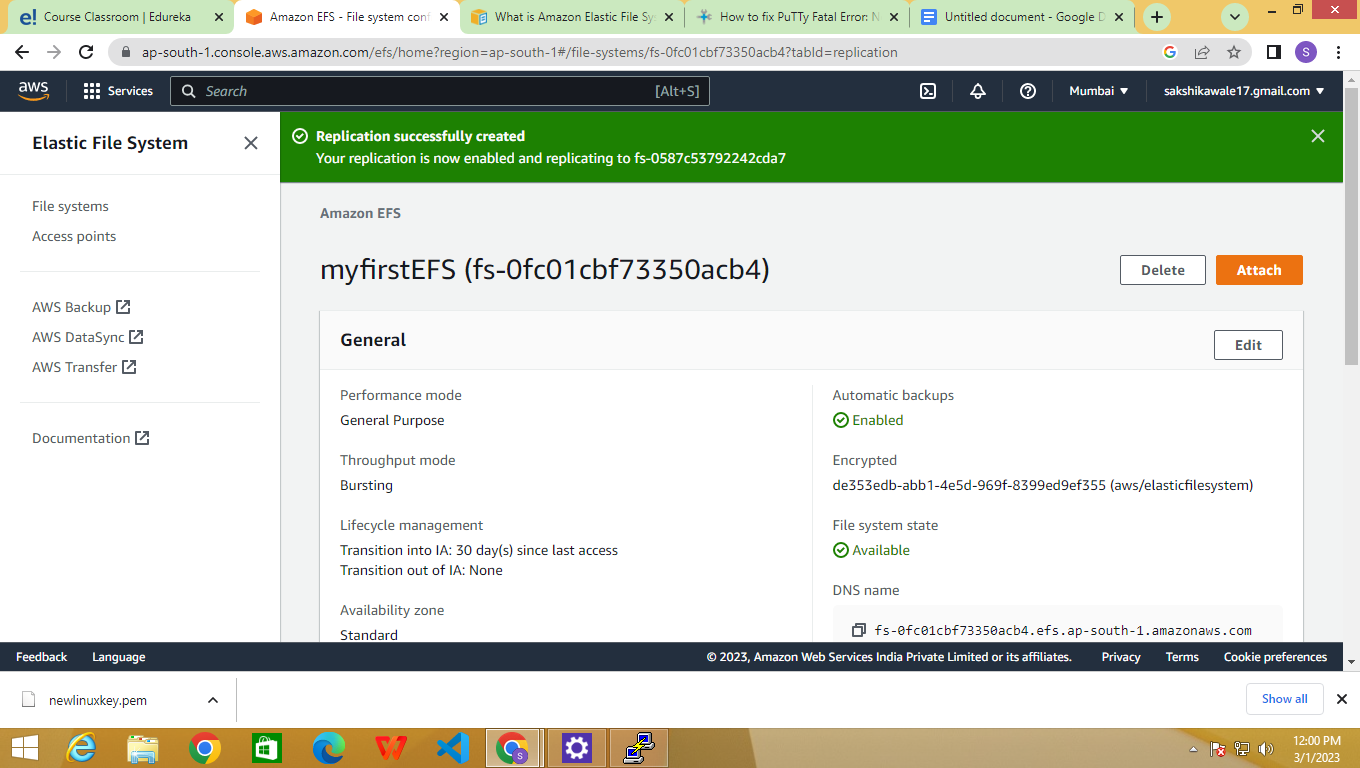 e! Course Classroom | Edureka
Amazon EFS - File system conf
What is Amazon Elastic File Sy
How to fix PuTTy Fatal Error: N
Untitled document - Google D
ap-south-1.console.aws.amazon.com/efs/home?region=ap-south-1#/file-systems/fs-0fc01cbf73350acb4?tabId=replication
S
aws
Services
Search
[Alt+S]
Mumbai
sakshikawale17.gmail.com
Elastic File System
File systems
Access points
AWS Backup
AWS DataSync
AWS Transfer
Documentation
Replication successfully created
Your replication is now enabled and replicating to fs-0587c53792242cda7
Amazon EFS
myfirstEFS (fs-0fc01cbf73350acb4)
Delete
Attach
General
Edit
Performance mode
General Purpose
Throughput mode
Bursting
Lifecycle management
Transition into IA: 30 day(s) since last access
Transition out of IA: None
Availability zone
Standard
Automatic backups
Enabled
Encrypted
de353edb-abb1-4e5d-969f-8399ed9ef355 (aws/elasticfilesystem)
File system state
Available
DNS name
fs-0fc01cbf73350acb4.efs.ap-south-1.amazonaws.com
Feedback
Language
© 2023, Amazon Web Services India Private Limited or its affiliates.
Privacy
Terms
Cookie preferences
newlinuxkey.pem
Show all
12:00 PM
3/1/2023